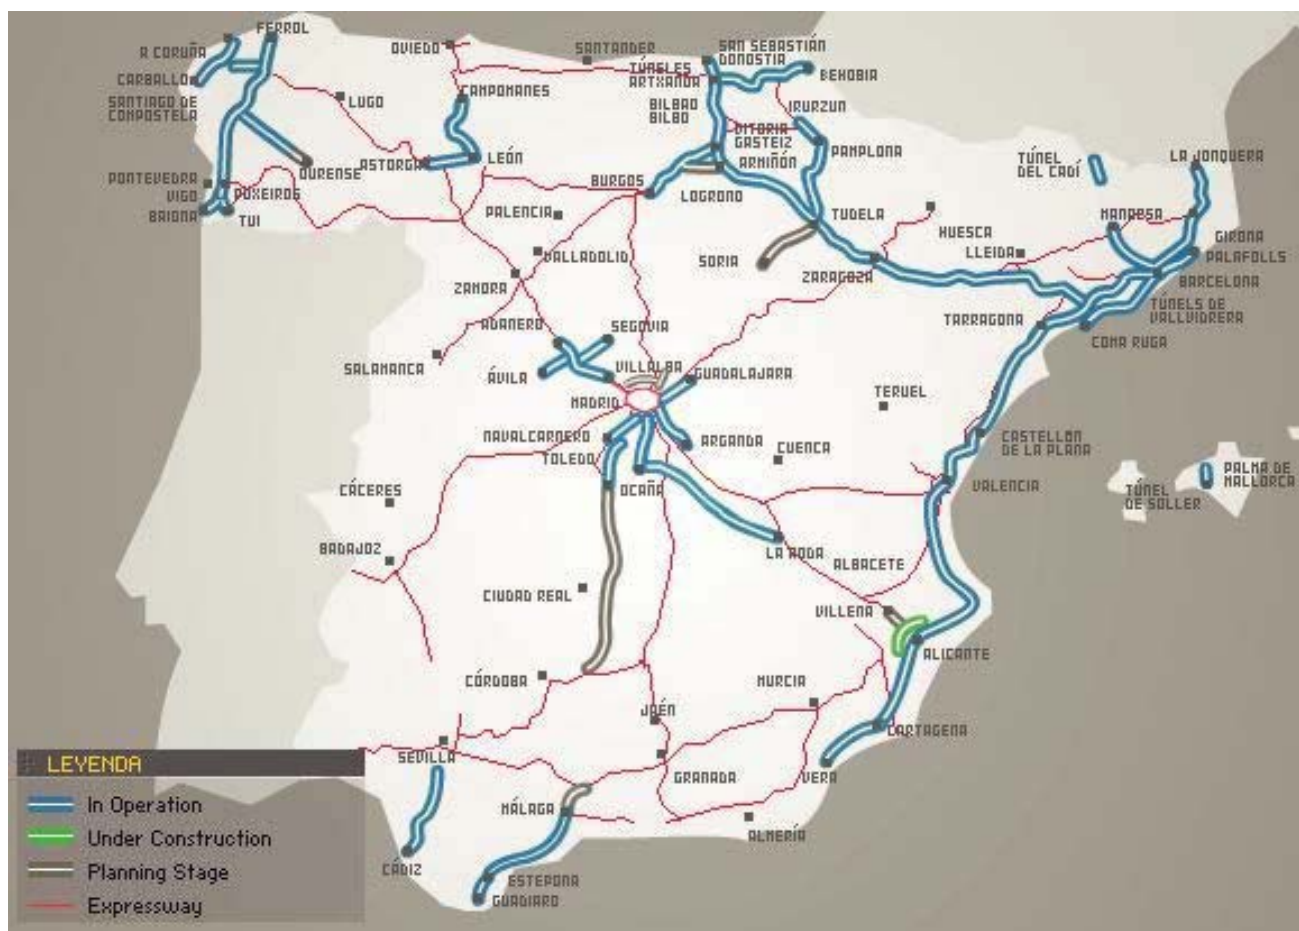 FERROL
A CORUÑA
OVIEDO
SANTANDER
SAN SEBASTIÁN
DONOSTIA
TÚNELES
ARTXANDA
BEHOBIA
CARBALLO
SANTIAGO DE
COMPOSTELA
LUGO
CAMPOMANES
BILBAO
BILBO
IRURZUN
VITORIA
GASTEIZ
ARMIÑÓN
PAMPLONA
ASTORGA
LEÓN
OURENSE
PONTEVEDRA
VIGO
BAIONA
PUXEIROS
TUI
BURGOS
LOGROÑO
TÚNEL
DEL CADÍ
LA JONQUERA
PALENCIA
TUDELA
HUESCA
LLEIDA
MANRESA
GIRONA
PALAFOLLS
VALLADOLID
SORIA
ZARAGOZA
BARCELONA
ZAMORA
TÚNELS DE
VALLVIDRERA
ADANERO
SEGOVIA
TARRAGONA
COMA RUGA
SALAMANCA
ÁVILA
VILLALBA
GUADALAJARA
TERUEL
MADRID
NAVALCARNERO
ARGANDA
CUENCA
CASTELLÓN
DE LA PLANA
TOLEDO
OCAÑA
VALENCIA
TÚNEL
DE SOLLER
PALMA DE
MALLORCA
CÁCERES
BADAJOZ
LA RODA
ALBACETE
CIUDAD REAL
VILLENA
ALICANTE
CÓRDOBA
MURCIA
JAÉN
CARTAGENA
SEVILLA
GRANADA
VERA
MÁLAGA
ALMERÍA
CÁDIZ
ESTEPONA
GUADIARO
LEYENDA
In Operation
Under Construction
Planning Stage
Expressway